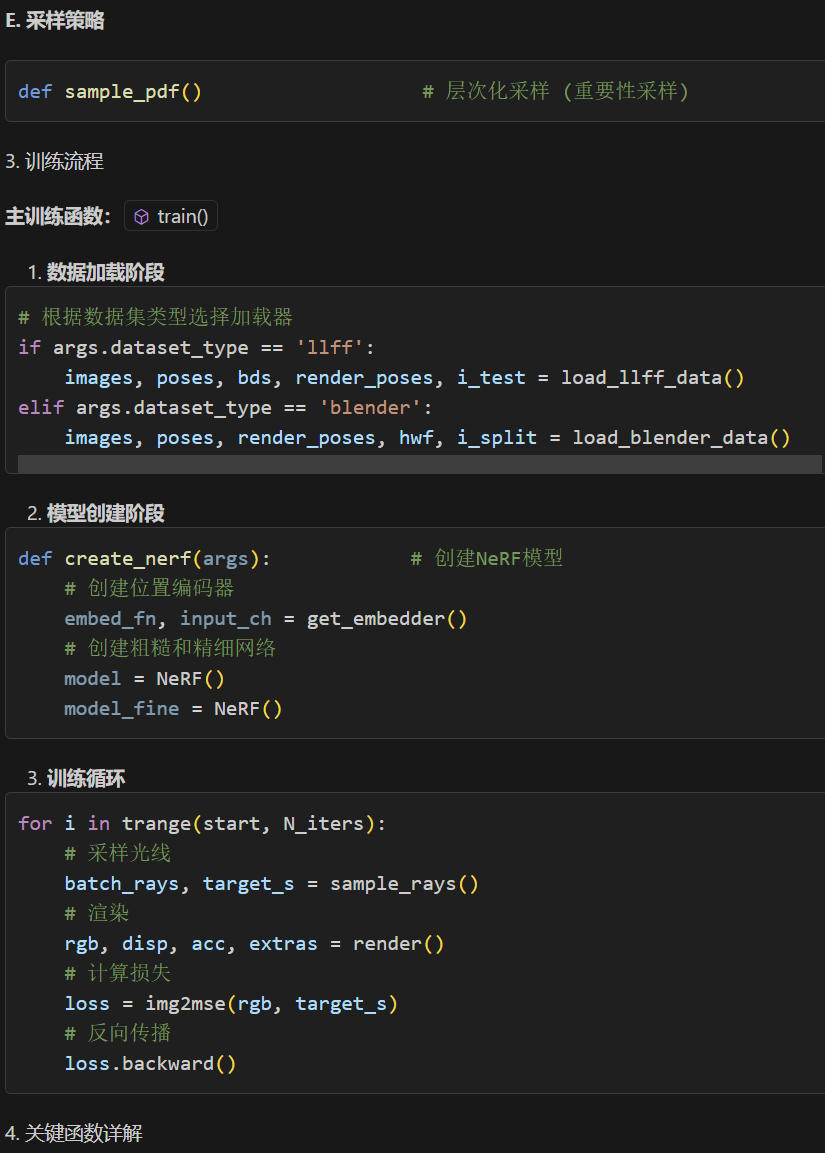 E. 采样策略
def sample_pdf()                   # 层次化采样 (重要性采样)
3. 训练流程
主训练函数： train()
1. 数据加载阶段
# 根据数据集类型选择加载器
if args.dataset_type == 'llff':
    images, poses, bds, render_poses, i_test = load_llff_data()
elif args.dataset_type == 'blender':
    images, poses, render_poses, hwf, i_split = load_blender_data()
2. 模型创建阶段
def create_nerf(args):            # 创建NeRF模型
    # 创建位置编码器
    embed_fn, input_ch = get_embedder()
    # 创建粗糙和精细网络
    model = NeRF()
    model_fine = NeRF()
3. 训练循环
for i in trange(start, N_iters):
    # 采样光线
    batch_rays, target_s = sample_rays()
    # 渲染
    rgb, disp, acc, extras = render()
    # 计算损失
    loss = img2mse(rgb, target_s)
    # 反向传播
    loss.backward()
4. 关键函数详解